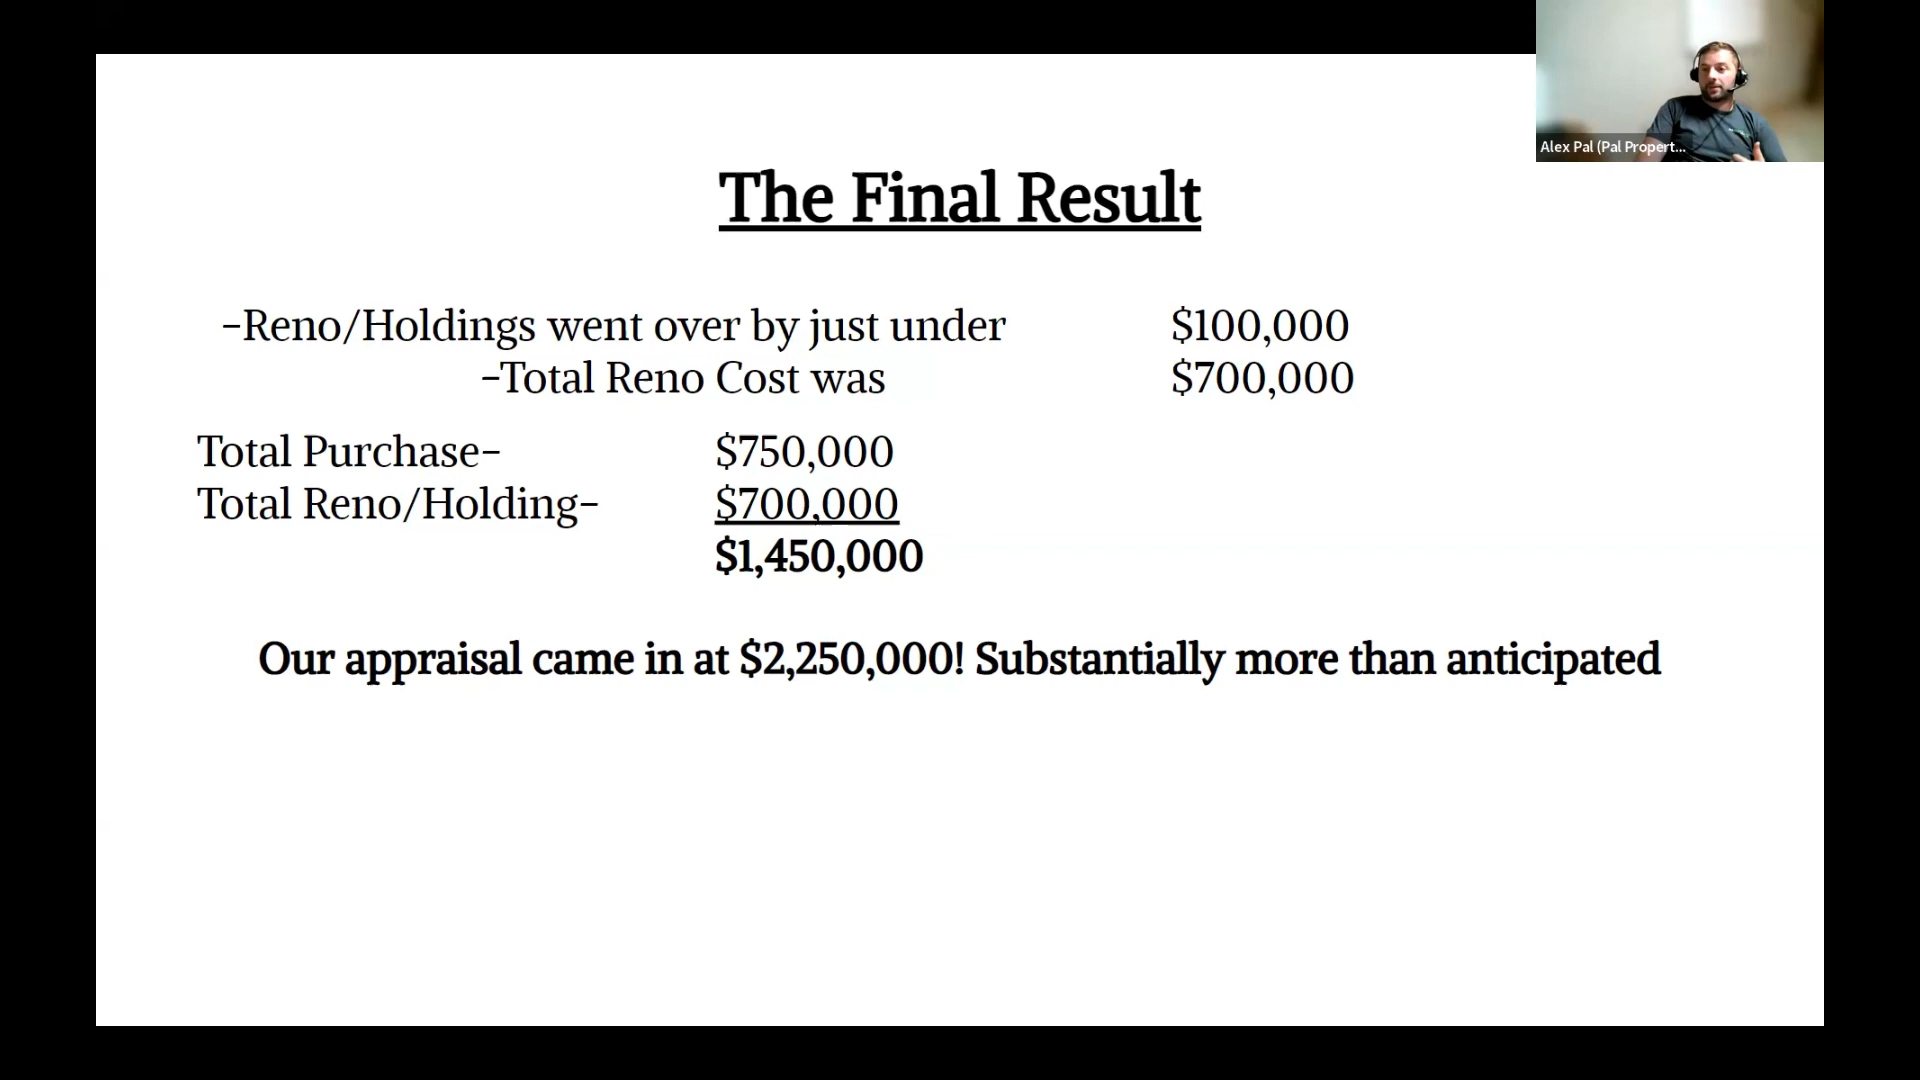 Alex Pal (Pal Propert...
The Final Result
-Reno/Holdings went over by just under $100,000
-Total Reno Cost was $700,000
Total Purchase- $750,000
Total Reno/Holding- $700,000
$1,450,000
Our appraisal came in at $2,250,000! Substantially more than anticipated